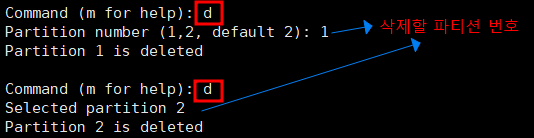 Command (m for help): d
Partition number (1,2, default 2): 1
삭제할 파티션 번호
Partition 1 is deleted
Command (m for help): d
Selected partition 2
Partition 2 is deleted